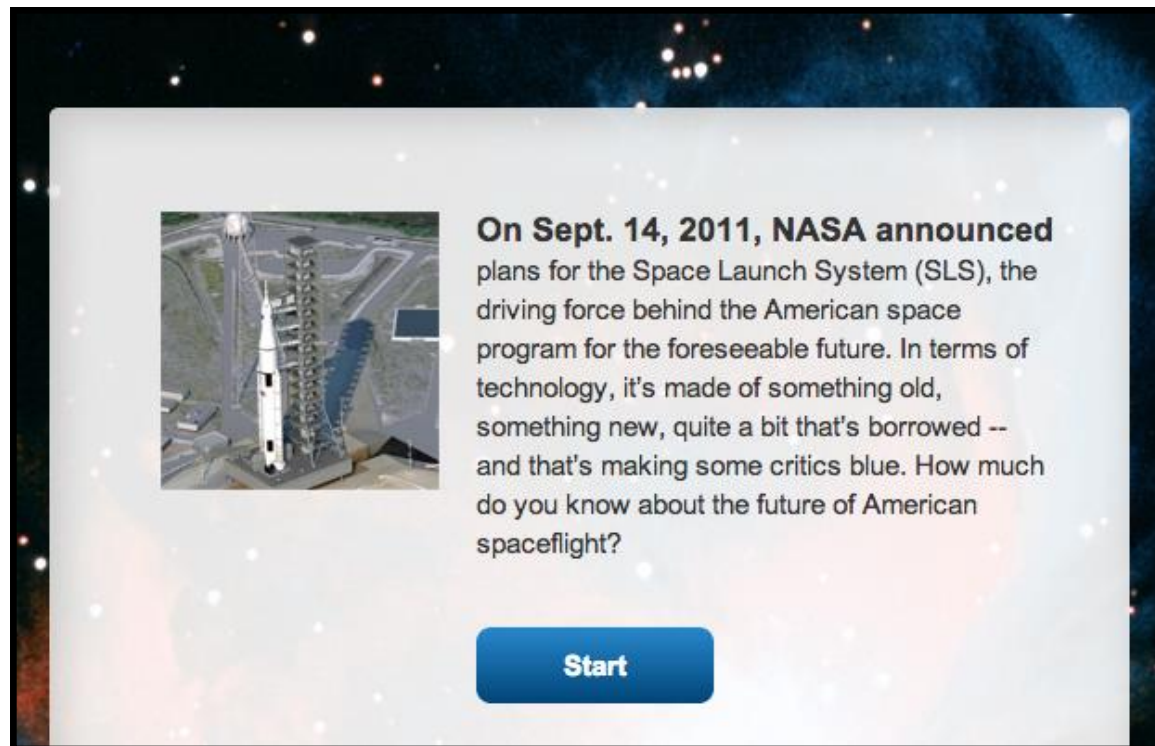 On Sept. 14, 2011, NASA announced
plans for the Space Launch System (SLS), the
driving force behind the American space
program for the foreseeable future. In terms of
technology, it's made of something old,
something new, quite a bit that's borrowed --
and that's making some critics blue. How much
do you know about the future of American
spaceflight?
Start